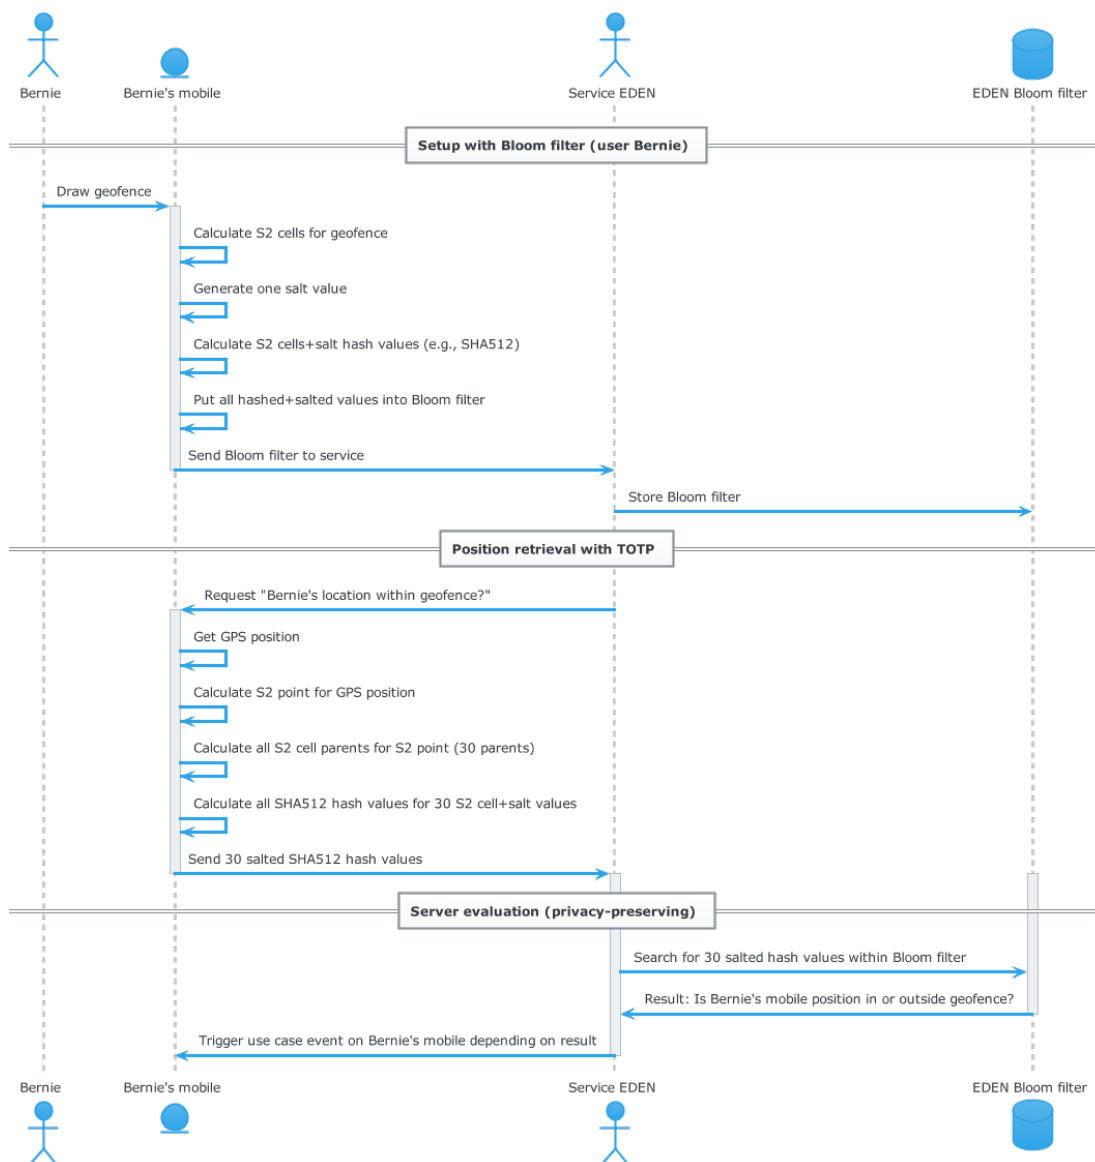 Bernie
Bernie's mobile
Service EDEN
EDEN Bloom filter
Setup with Bloom filter (user Bernie)
Draw geofence
Calculate S2 cells for geofence
Generate one salt value
Calculate S2 cells+salt hash values (e.g., SHA512)
Put all hashed+salted values into Bloom filter
Send Bloom filter to service
Store Bloom filter
Position retrieval with TOTP
Request "Bernie's location within geofence?"
Get GPS position
Calculate S2 point for GPS position
Calculate all S2 cell parents for S2 point (30 parents)
Calculate all SHA512 hash values for 30 S2 cell+salt values
Send 30 salted SHA512 hash values
Server evaluation (privacy-preserving)
Search for 30 salted hash values within Bloom filter
Result: Is Bernie's mobile position in or outside geofence?
Trigger use case event on Bernie's mobile depending on result
Bernie
Bernie's mobile
Service EDEN
EDEN Bloom filter